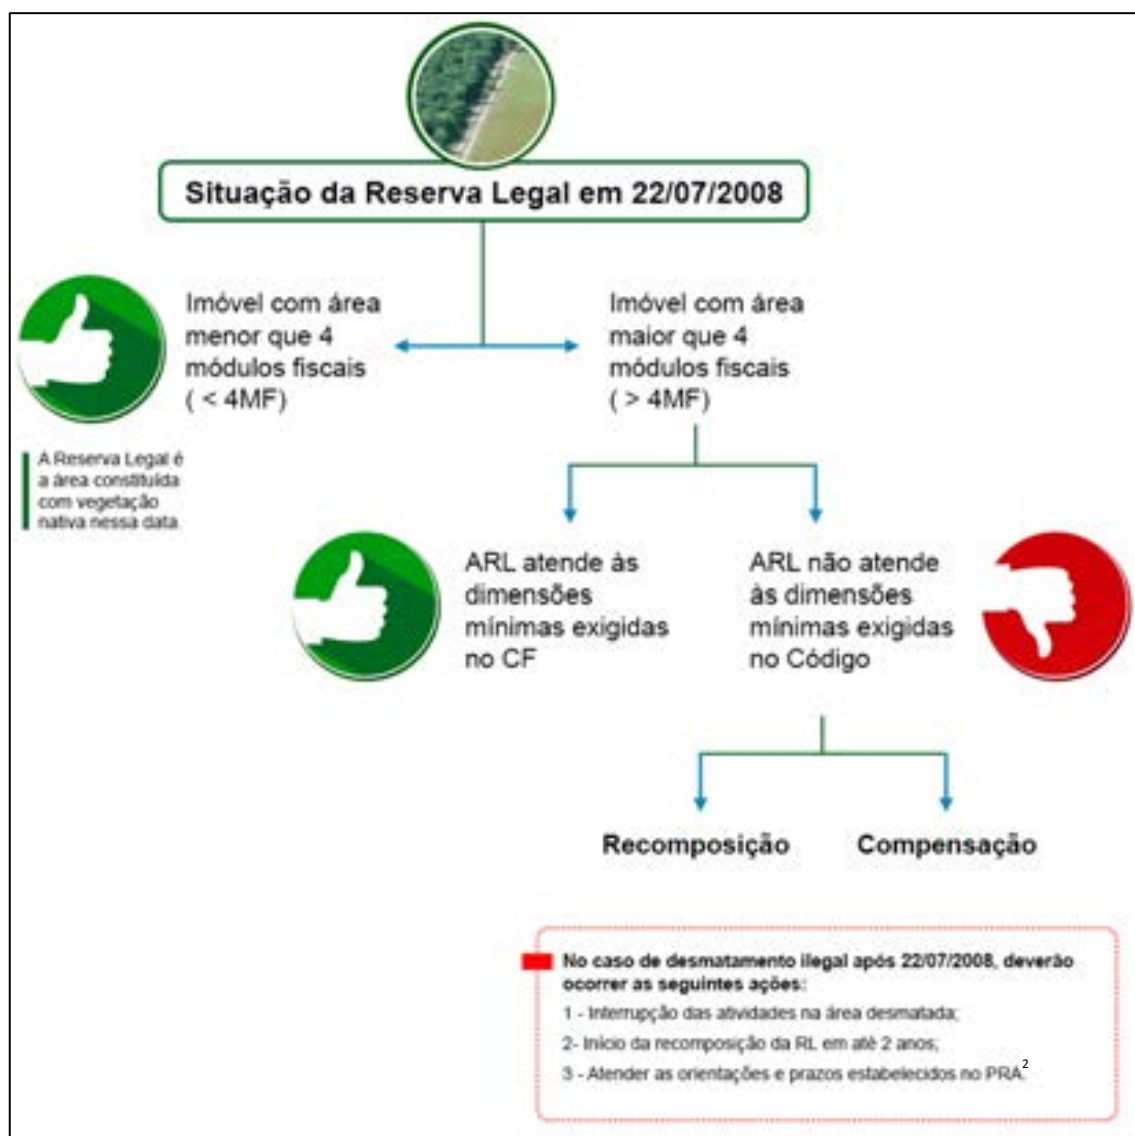 Situação da Reserva Legal em 22/07/2008
Imóvel com área
menor que 4
módulos fiscais
( < 4MF)
Imóvel com área
maior que 4
módulos fiscais
( > 4MF)
A Reserva Legal é
a área constituída
com vegetação
nativa nessa data.
ARL atende às
dimensões
mínimas exigidas
no CF
ARL não atende
às dimensões
mínimas exigidas
no Código
Recomposição
Compensação
No caso de desmatamento ilegal após 22/07/2008, deverão
ocorrer as seguintes ações:
1 - Interrupção das atividades na área desmatada;
2- Início da recomposição da RL em até 2 anos;
3 - Atender as orientações e prazos estabelecidos no PRA.2